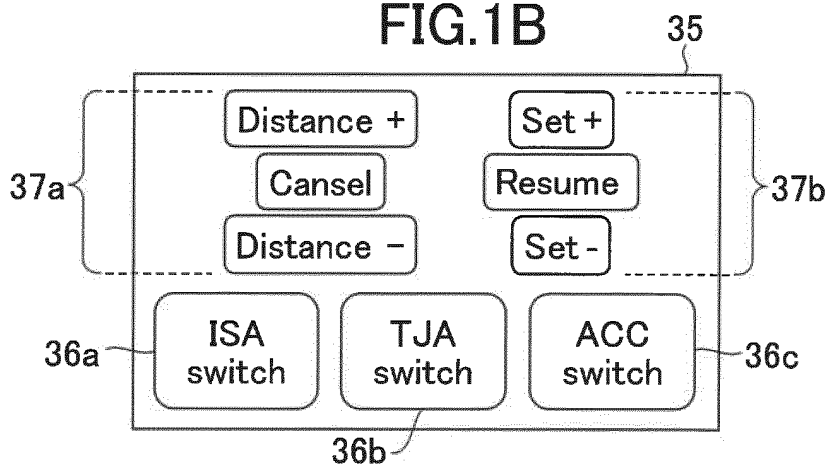 FIG.1B
35
Distance + Set +
37a Cansel Resume 37b
Distance - Set -
ISA TJA ACC
switch switch switch
36a 36c
36b